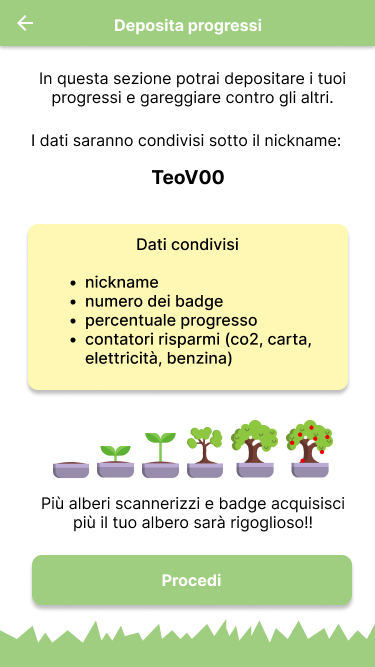 Deposita progressi
In questa sezione potrai depositare i tuoi
progressi e gareggiare contro gli altri.
I dati saranno condivisi sotto il nickname:
TeoV00
Dati condivisi
• nickname
• numero dei badge
• percentuale progresso
• contatori risparmi (co2, carta,
elettricità, benzina)
Più alberi scannerizzi e badge acquisisci
più il tuo albero sarà rigoglioso!!
Procedi